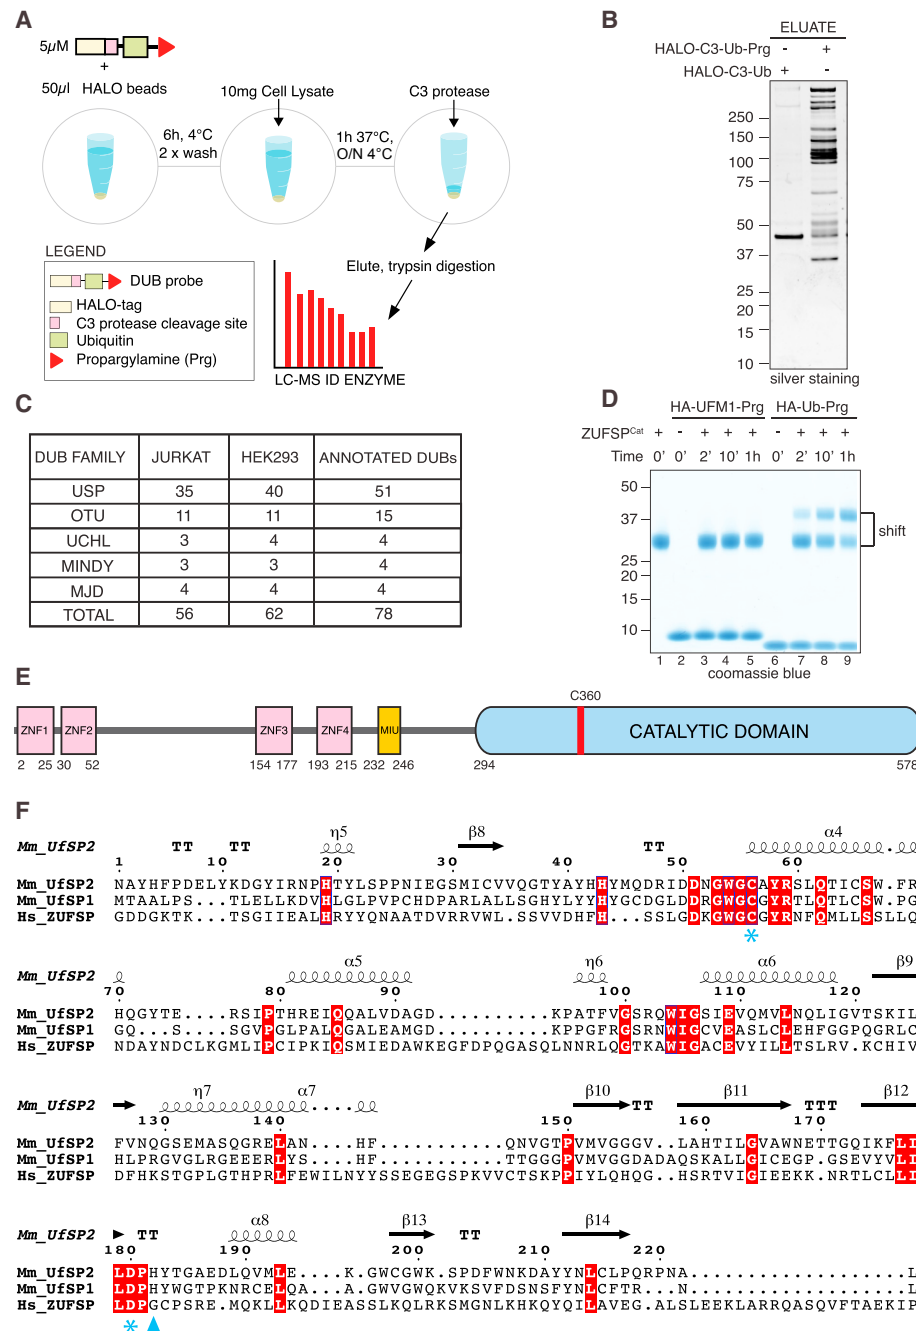 A
5µM
+
50µl HALO beads
10mg Cell Lysate
C3 protease
6h, 4°C
2 x wash
1h 37°C,
O/N 4°C
Elute, trypsin digestion
LEGEND
DUB probe
HALO-tag
C3 protease cleavage site
Ubiquitin
Propargylamine (Prg)
LC-MS ID ENZYME
B
ELUATE
HALO-C3-Ub-Prg - +
HALO-C3-Ub + -
250
150
100
75
50
37
25
20
15
10
silver staining
C
DUB FAMILY JURKAT HEK293 ANNOTATED DUBs
USP 35 40 51
OTU 11 11 15
UCHL 3 4 4
MINDY 3 3 4
MJD 4 4 4
TOTAL 56 62 78
D
HA-UFM1-Prg HA-Ub-Prg
ZUFSPCat + - + + + - + + +
Time 0’ 0’ 2’ 10’ 1h 0’ 2’ 10’ 1h
50
37
25
20
15
10
shift
1 2 3 4 5 6 7 8 9
coomassie blue
E
C360
ZNF1 ZNF2 ZNF3 ZNF4 MIU CATALYTIC DOMAIN
2 25 30 52 154 177 193 215 232 246 294 578
F
Mm_UfSP2 TT TT η5 β8 TT α4
1 10 20 30 40 50 60
Mm_UfSP2 NAYHFPDELYKDGYIRNPHTYLSPPNIEGSMICVVQGTYAYHHYMQDRIDDNGWGCAYRSLQTICSW.FR
Mm_UfSP1 MTAALPS...TLELLKDVHLGLPVPCHDPARLALLSGHYLYYHYGCDGLDDRGWGCGYRTLQTLCSW.PG
Hs_ZUFSP GDDGKTK...TSGIIEALHRYYQNAATDVRRVWL.SSVVDHFH...SSLGDKGWGCGYRNFQMLLSSLLQ
*
Mm_UfSP2 α5 η6 α6 β9
70 80 90 100 110 120
Mm_UfSP2 HQGYTE....RSIPTHREIQQALVDAGD..........KPATFVGSRQWIGSIEVQMVLNQLIGVTSKIL
Mm_UfSP1 GQ...S....SGVPGLPALQGALEAMGD..........KPPGFRGSRNWIGCVEASLCLEHFGGPQGRLC
Hs_ZUFSP NDAYNDCLKGMLIPCIPKIQSMIEDAWKEGFDPQGASQLNNRLQGTKAWIGACEVYILLTSLRV.KCHIV
Mm_UfSP2 η7 α7.... β10 TT β11 TTT β12
130 140 150 160 170
Mm_UfSP2 FVNQGSEMASQGRELAN....HF...........QNVGTPVMVGGGV..LAHTILGVAWNETTGQIKFLI
Mm_UfSP1 HLPRGVGLRGEEERLYS....HF...........TTGGGPVMVGGDADAQSKALLGICEGP.GSEVYVLI
Hs_ZUFSP DFHKSTGPLGTHPRLFEWILNYYSSEGEGSPKVVCTSKPPIYLQHQG..HSRTVIGIEEKK.NRTLCLLI
Mm_UfSP2 TT α8 β13 TT β14
180 190 200 210 220
Mm_UfSP2 LDPHYTGAEDLQVMLE....K.GWCGWK.SPDFWNKDAYYNLCLPQRPNA...................L
Mm_UfSP1 LDPHYWGTPKNRCELQA...A.GWVGWQKVKSVFDSNSFYNLCFTR....
Hs_ZUFSP LDPGCPSRE.MQKLLKQDIEASSLKQLRKSMGNLKHKQYQILAVEG.ALSLEEKLARRQASQVFTAEKIP
*